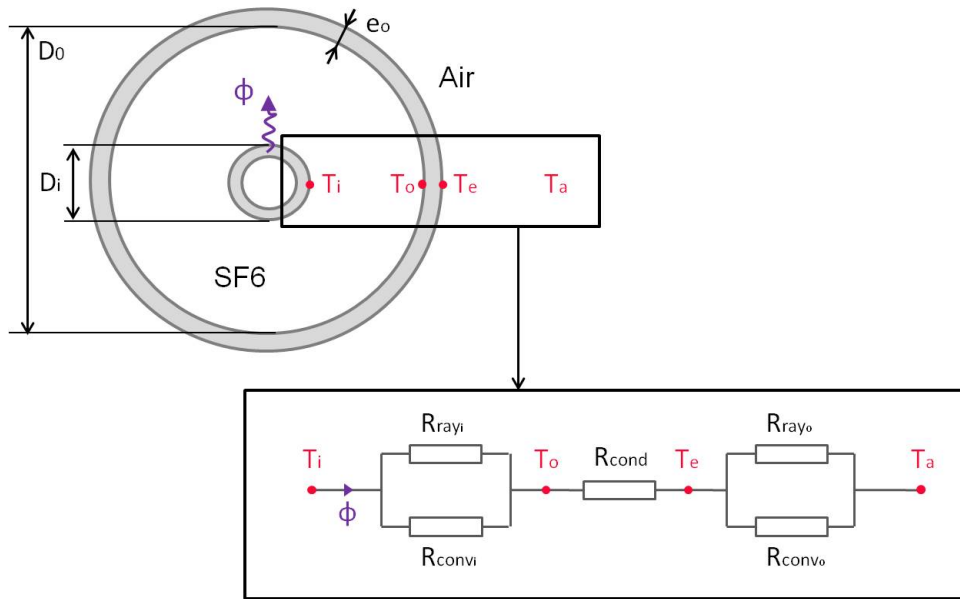 D0
eo
Air
ϕ
Di
Ti
To
Te
Ta
SF6
Rrayi
Rrayo
Ti
To
Rcond
Te
Ta
ϕ
Rconvi
Rconvo